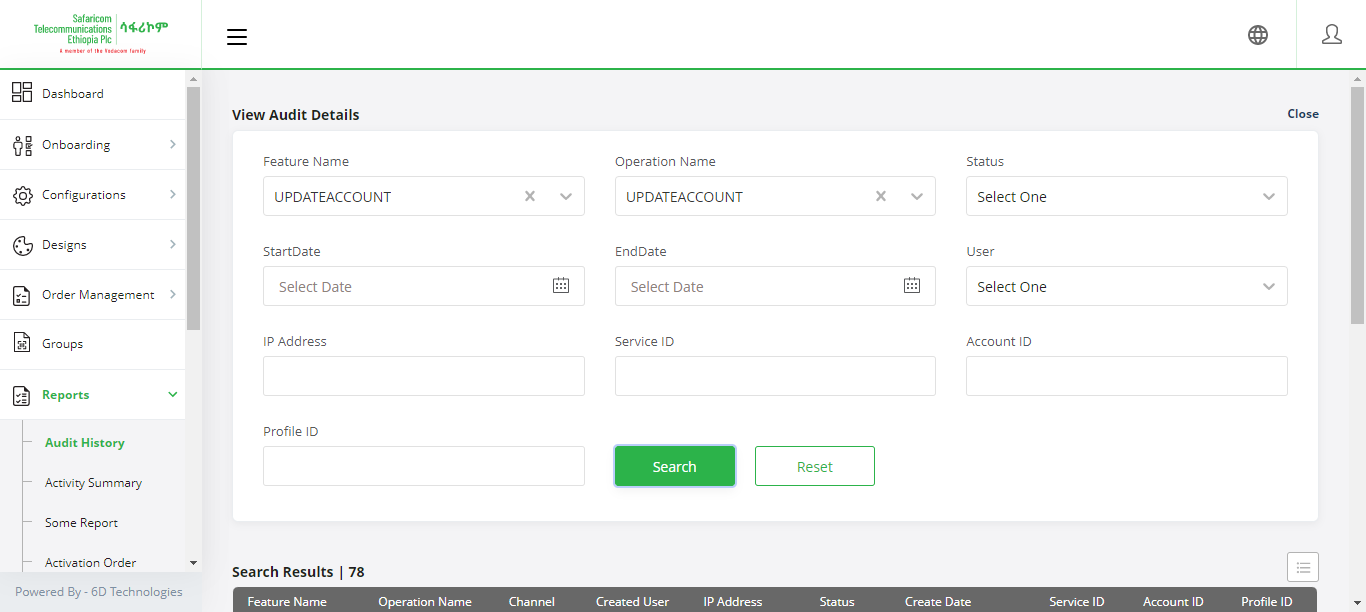 Safaricom
Telecommunications
Ethiopia Plc
ሳፋሪኮም
A member of the Vodacom family
Dashboard
Onboarding
Configurations
Designs
Order Management
Groups
Reports
Audit History
Activity Summary
Some Report
Activation Order
Powered By - 6D Technologies
View Audit Details
Close
Feature Name
Operation Name
Status
UPDATEACCOUNT
UPDATEACCOUNT
Select One
StartDate
EndDate
User
Select Date
Select Date
Select One
IP Address
Service ID
Account ID
Profile ID
Search
Reset
Search Results | 78
Feature Name Operation Name Channel Created User IP Address Status Create Date Service ID Account ID Profile ID